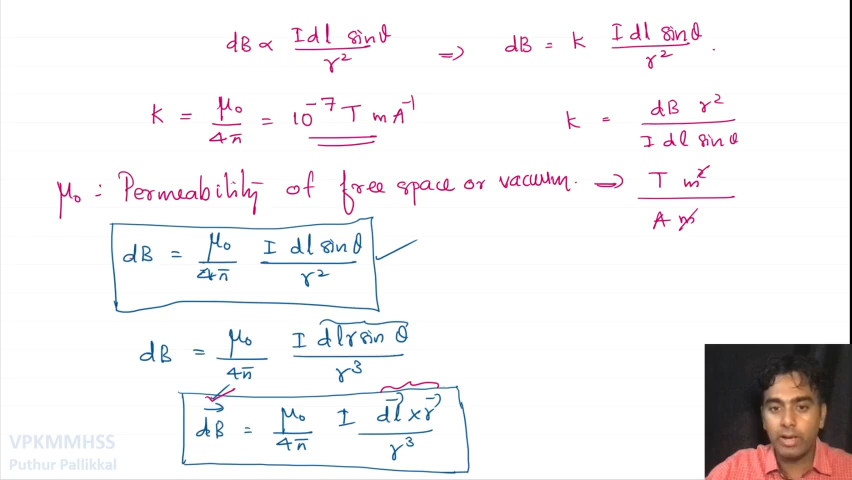 dB ∝ I dl sinθ / r² ⇒ dB = k I dl sinθ / r².
K = μ₀ / 4π = 10⁻⁷ T m A⁻¹
k = dB r² / I dl sinθ
μ₀ : Permeability of free space or vacuum. ⇒ T m² / A m
dB = μ₀ / 4π I dl sinθ / r²
dB = μ₀ / 4π I dl r sin θ / r³
d⃗B = μ₀ / 4π I d⃗l × r⃗ / r³
VPKMMHSS
Puthur Pallikkal